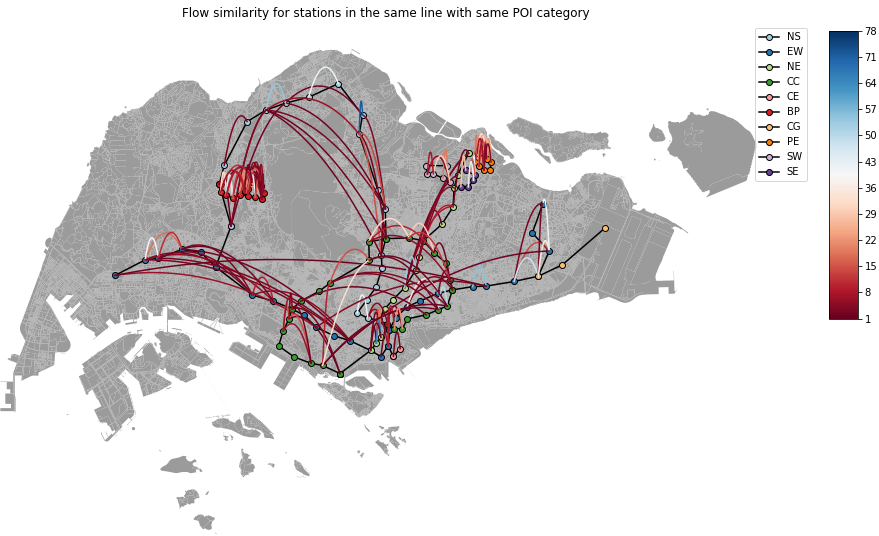 Flow similarity for stations in the same line with same POI category
NS
EW
NE
CC
CE
BP
CG
PE
SW
SE
78
71
64
57
50
43
36
29
22
15
8
1